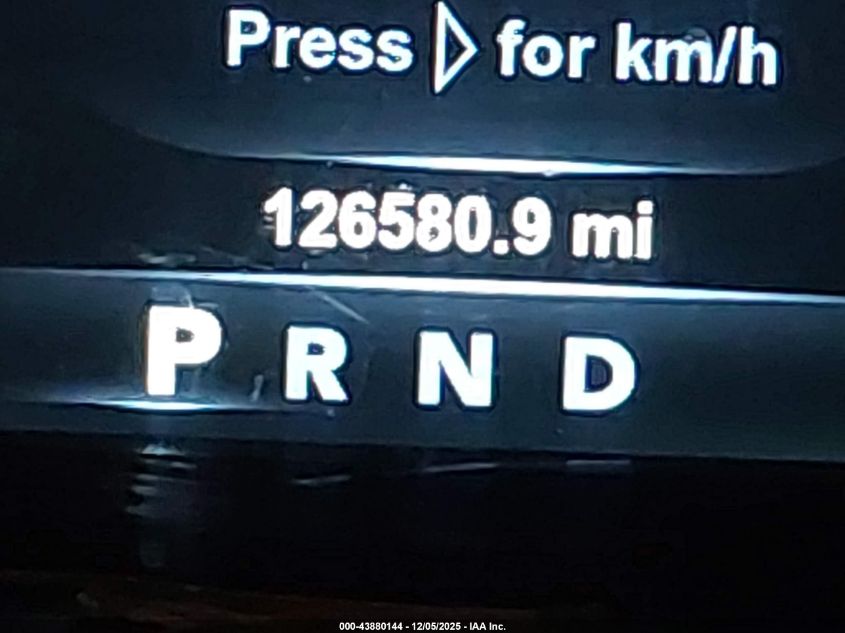 Press ▷ for km/h
126580.9 mi
P R N D
000-43880144 - 12/05/2025 - IAA Inc.